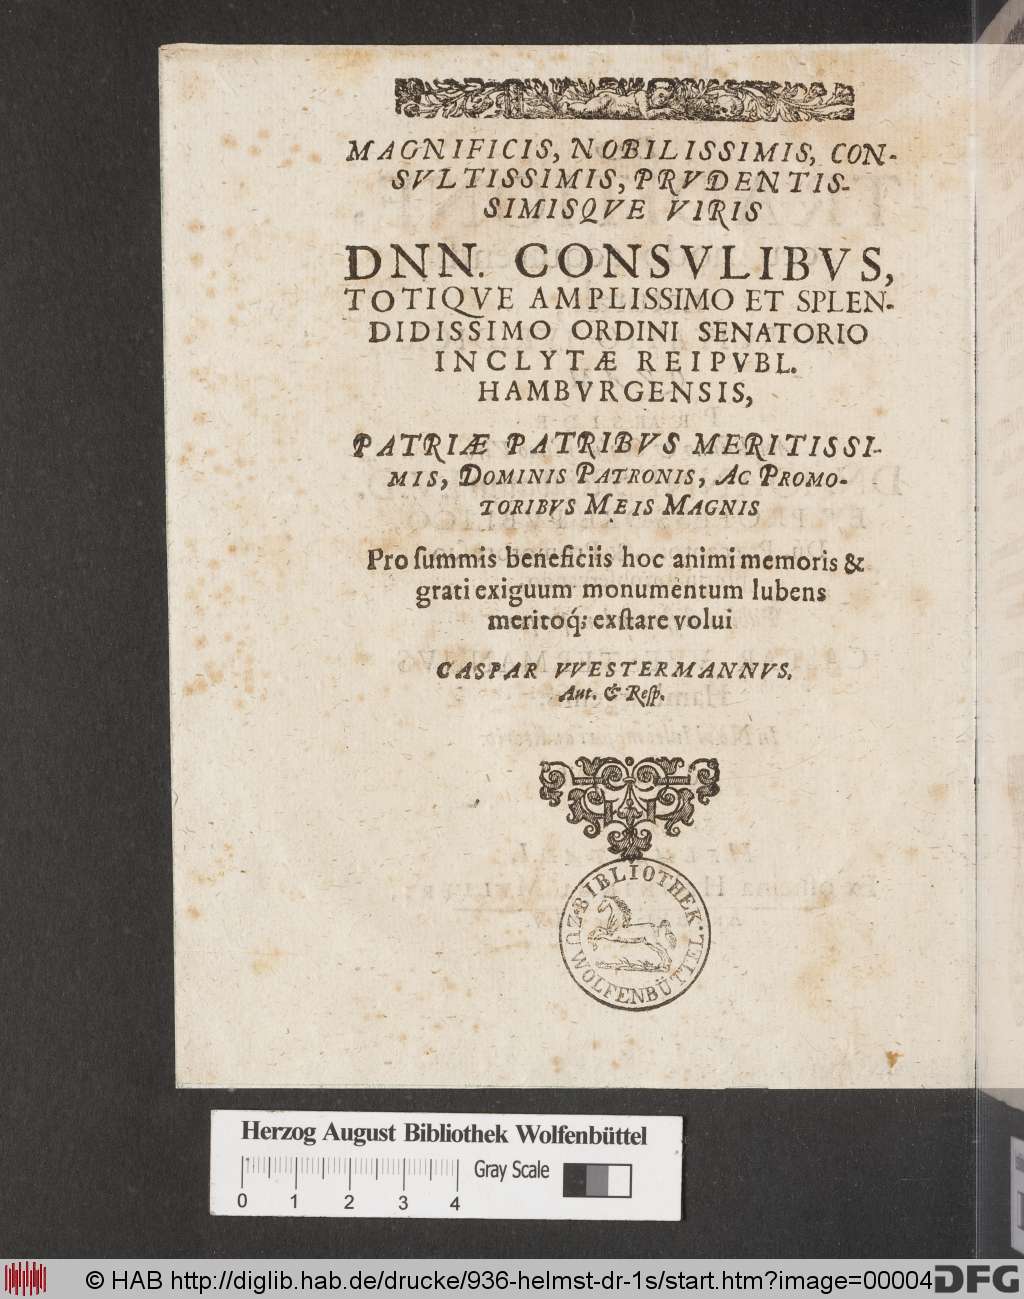 MAGNIFICIS, NOBILISSIMIS, CON-
SVLTISSIMIS, PRVDENTIS-
SIMISQVE VIRIS
DNN. CONSVLIBVS,
TOTIQVE AMPLISSIMO ET SPLEN-
DIDISSIMO ORDINI SENATORIO
INCLYTÆ REIPVBL.
HAMBVRGENSIS,
PATRIÆ PATRIBVS MERITISSI-
MIS, DOMINIS PATRONIS, AC PROMO-
TORIBVS MEIS MAGNIS
Pro ſummis beneficiis hoc animi memoris &
grati exiguum monumentum lubens
meritoq́; exſtare volui
CASPAR VVESTERMANNVS.
Aut. & Reſp.
BIBLIOTHEK·
ZU WOLFENBÜTTEL·
Herzog August Bibliothek Wolfenbüttel
Gray Scale
0 1 2 3 4
© HAB http://diglib.hab.de/drucke/936-helmst-dr-1s/start.htm?image=00004
DFG